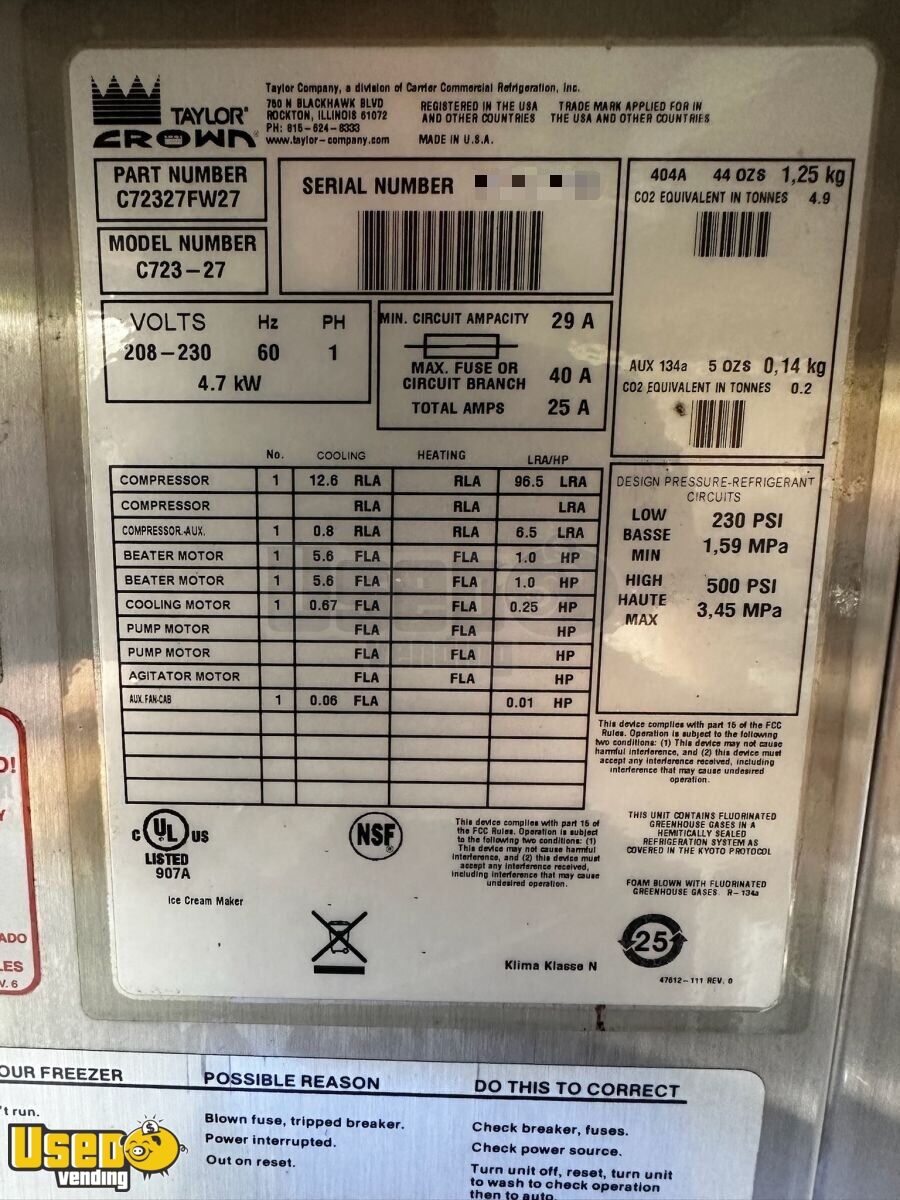 TAYLOR®
CROWN®
Taylor Company, a division of Carrier Commercial Refrigeration, Inc.
750 N BLACKHAWK BLVD
ROCKTON, ILLINOIS 61072
PH: 815-624-8333
www.taylor-company.com
REGISTERED IN THE USA
AND OTHER COUNTRIES
TRADE MARK APPLIED FOR IN
THE USA AND OTHER COUNTRIES
MADE IN U.S.A.
PART NUMBER
C72327FW27
SERIAL NUMBER
404A 44 OZS 1,25 kg
CO2 EQUIVALENT IN TONNES 4.9
MODEL NUMBER
C723-27
VOLTS Hz PH
208-230 60 1
4.7 kW
MIN. CIRCUIT AMPACITY 29 A
MAX. FUSE OR
CIRCUIT BRANCH 40 A
TOTAL AMPS 25 A
AUX 134a 5 OZS 0,14 kg
CO2 EQUIVALENT IN TONNES 0.2
No. COOLING HEATING LRA/HP
COMPRESSOR 1 12.6 RLA RLA 96.5 LRA
COMPRESSOR RLA RLA LRA
COMPRESSOR.-AUX. 1 0.8 RLA RLA 6.5 LRA
BEATER MOTOR 1 5.6 FLA FLA 1.0 HP
BEATER MOTOR 1 5.6 FLA FLA 1.0 HP
COOLING MOTOR 1 0.67 FLA FLA 0.25 HP
PUMP MOTOR FLA FLA HP
PUMP MOTOR FLA FLA HP
AGITATOR MOTOR FLA FLA HP
AUX. FAN-CAB 1 0.06 FLA 0.01 HP
DESIGN PRESSURE-REFRIGERANT
CIRCUITS
LOW
BASSE
MIN
230 PSI
1,59 MPa
HIGH
HAUTE
MAX
500 PSI
3,45 MPa
This device complies with part 15 of the FCC
Rules. Operation is subject to the following
two conditions: (1) This device may not cause
harmful interference, and (2) this device must
accept any interference received, including
interference that may cause undesired
operation.
C UL US
LISTED
907A
NSF
This device complies with part 15 of
the FCC Rules. Operation is subject
to the following two conditions: (1)
This device may not cause harmful
interference, and (2) this device must
accept any interference received,
including interference that may cause
undesired operation.
THIS UNIT CONTAINS FLUORINATED
GREENHOUSE GASES IN A
HEMITICALLY SEALED
REFRIGERATION SYSTEM AS
COVERED IN THE KYOTO PROTOCOL
FOAM BLOWN WITH FLUORINATED
GREENHOUSE GASES R-134a
Ice Cream Maker
25
Klima Klasse N
47612-111 REV. 0
O!
Y
ADO
LES
V. 6
OUR FREEZER
't run.
POSSIBLE REASON
Blown fuse, tripped breaker.
Power interrupted.
Out on reset.
DO THIS TO CORRECT
Check breaker, fuses.
Check power source.
Turn unit off, reset, turn unit
to wash to check operation
then to auto.
Used
vending